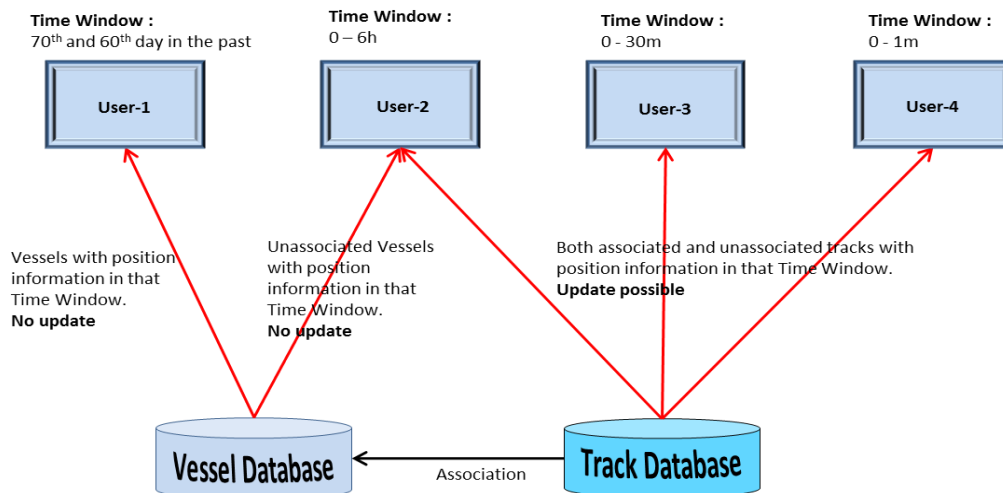 Time Window :
70th and 60th day in the past
Time Window :
0 – 6h
Time Window :
0 - 30m
Time Window :
0 - 1m
User-1
User-2
User-3
User-4
Vessels with position
information in that
Time Window.
No update
Unassociated Vessels
with position
information in that
Time Window.
No update
Both associated and unassociated tracks with
position information in that Time Window.
Update possible
Vessel Database
Association
Track Database